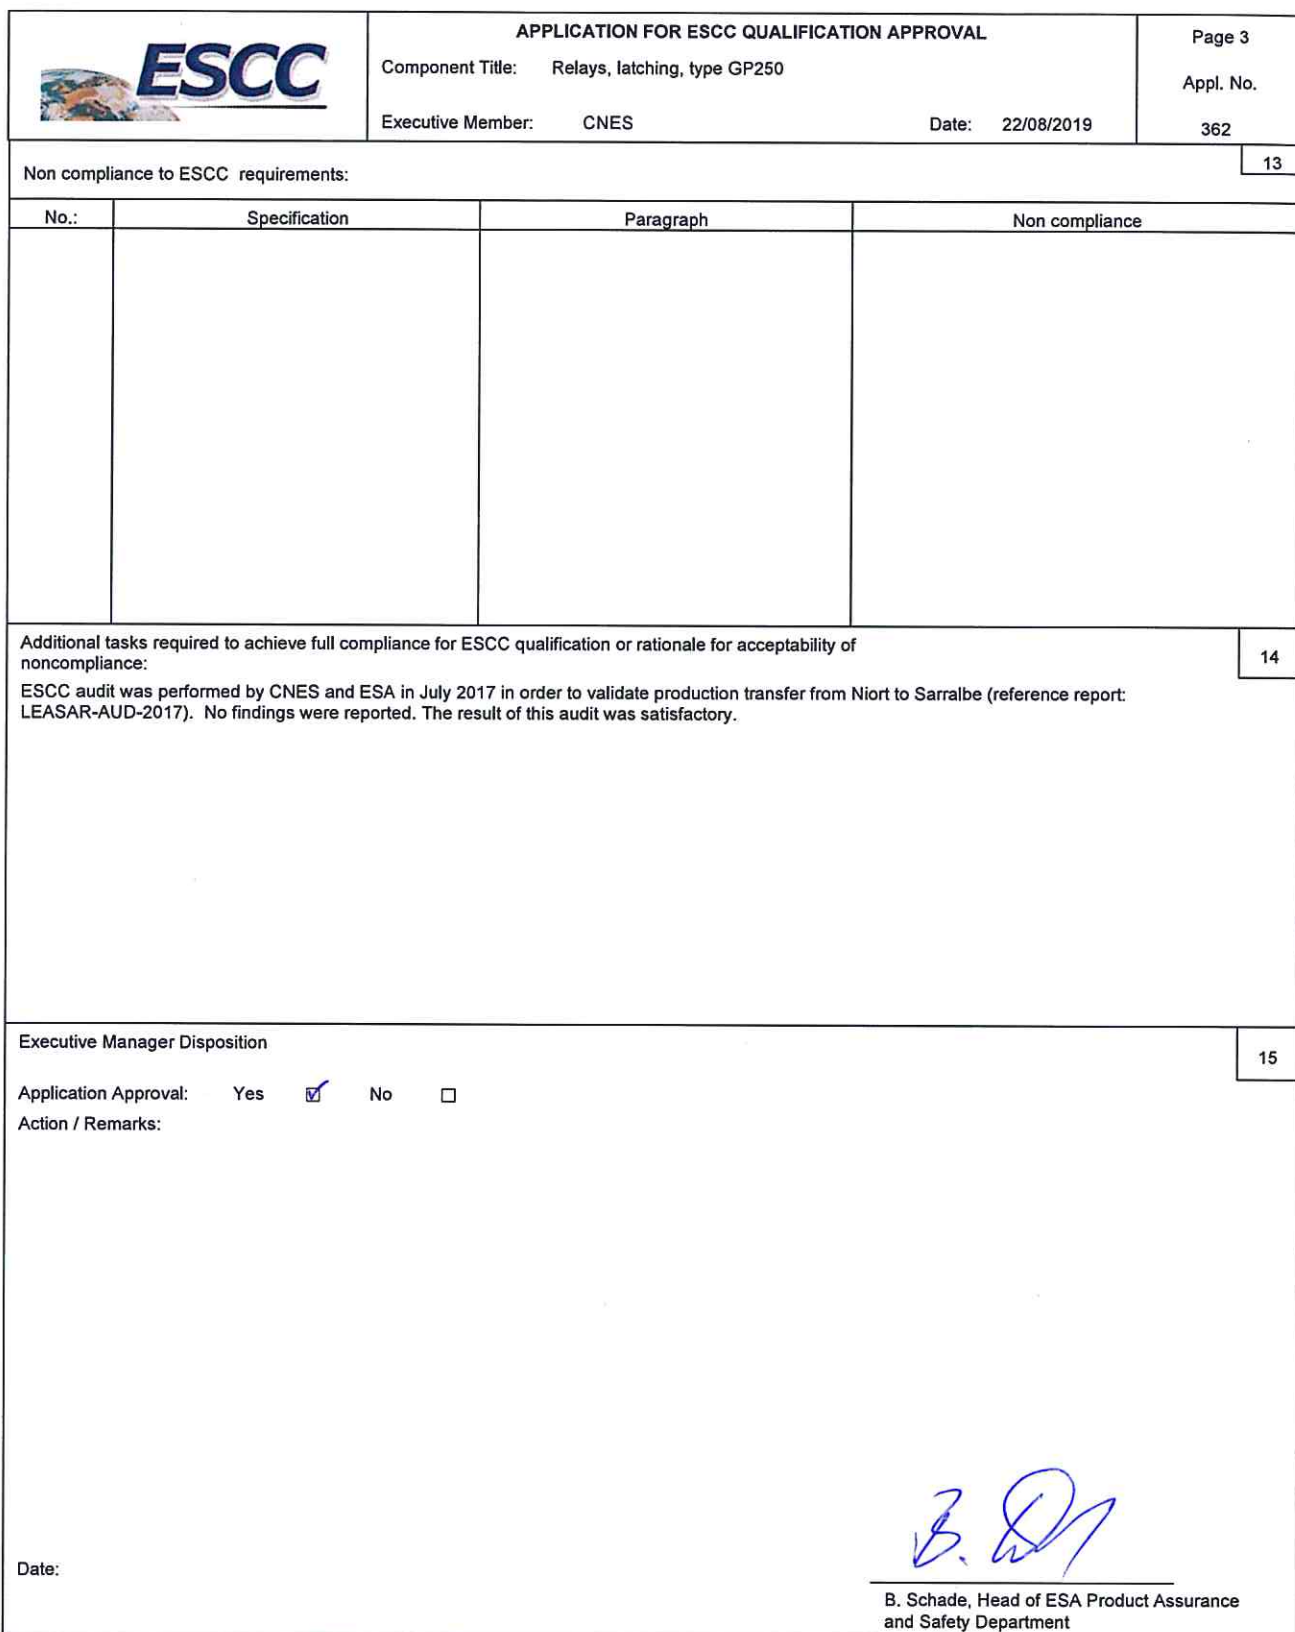 ESCC
APPLICATION FOR ESCC QUALIFICATION APPROVAL
Component Title: Relays, latching, type GP250
Executive Member: CNES Date: 22/08/2019
Page 3
Appl. No.
362
Non compliance to ESCC requirements:
13
No.: Specification Paragraph Non compliance
Additional tasks required to achieve full compliance for ESCC qualification or rationale for acceptability of
noncompliance:
14
ESCC audit was performed by CNES and ESA in July 2017 in order to validate production transfer from Niort to Sarralbe (reference report:
LEASAR-AUD-2017). No findings were reported. The result of this audit was satisfactory.
Executive Manager Disposition
15
Application Approval: Yes ☑ No ☐
Action / Remarks:
Date:
B. Schade, Head of ESA Product Assurance
and Safety Department